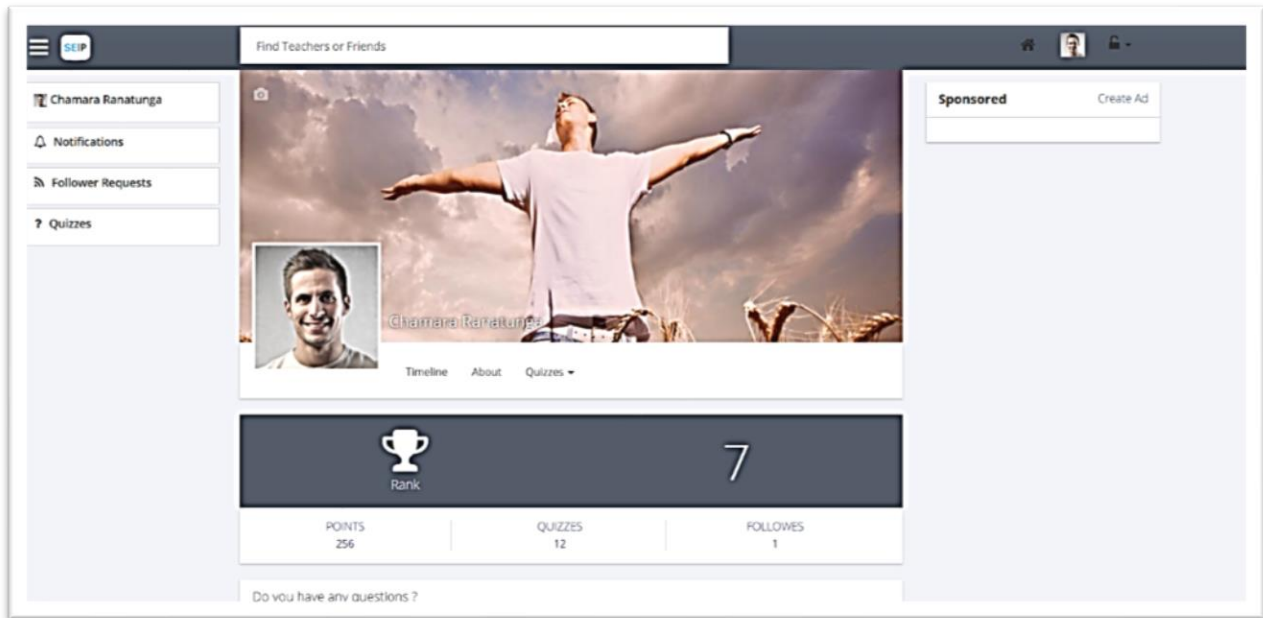 SEIP
Find Teachers or Friends
Chamara Ranatunga
Notifications
Follower Requests
? Quizzes
Chamara Ranatunga
Timeline About Quizzes
Sponsored Create Ad
Rank
7
POINTS QUIZZES FOLLOWES
256 12 1
Do you have any questions ?